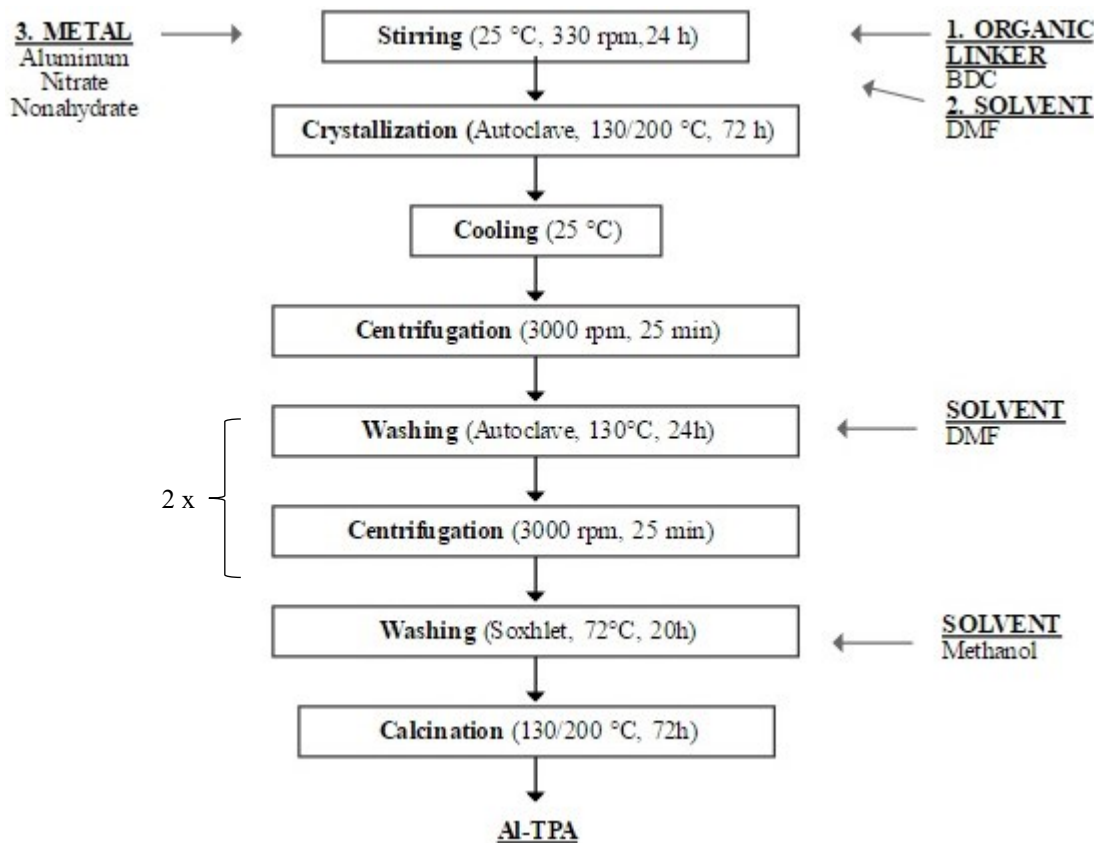 3. METAL
Aluminum
Nitrate
Nonahydrate
Stirring (25 °C, 330 rpm,24 h)
1. ORGANIC
LINKER
BDC
2. SOLVENT
DMF
Crystallization (Autoclave, 130/200 °C, 72 h)
Cooling (25 °C)
Centrifugation (3000 rpm, 25 min)
Washing (Autoclave, 130°C, 24h)
SOLVENT
DMF
2 x
Centrifugation (3000 rpm, 25 min)
Washing (Soxhlet, 72°C, 20h)
SOLVENT
Methanol
Calcination (130/200 °C, 72h)
Al-TPA